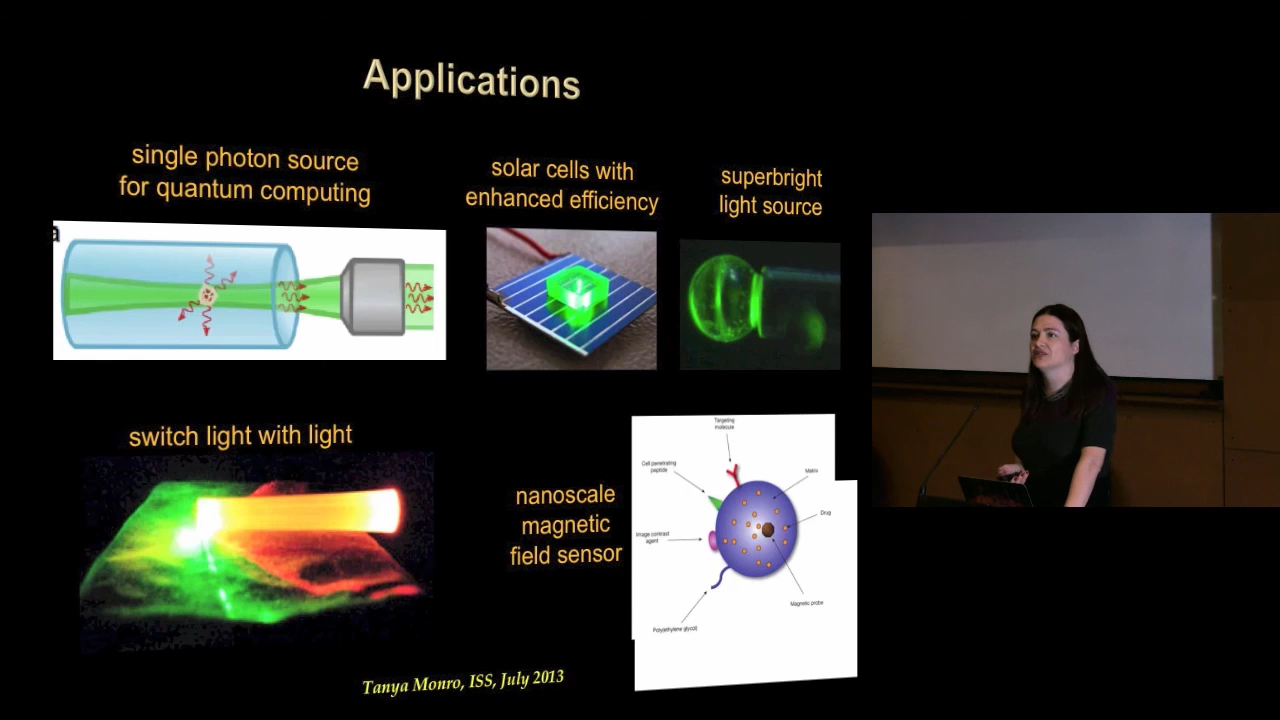 Applications
single photon source
for quantum computing
solar cells with
enhanced efficiency
superbright
light source
a
switch light with light
nanoscale
magnetic
field sensor
Targeting
molecule
Cell penetrating
peptide
Matrix
Drug
Image contrast
agent
Magnetic probe
Polyethylene glycol
Tanya Monro, ISS, July 2013